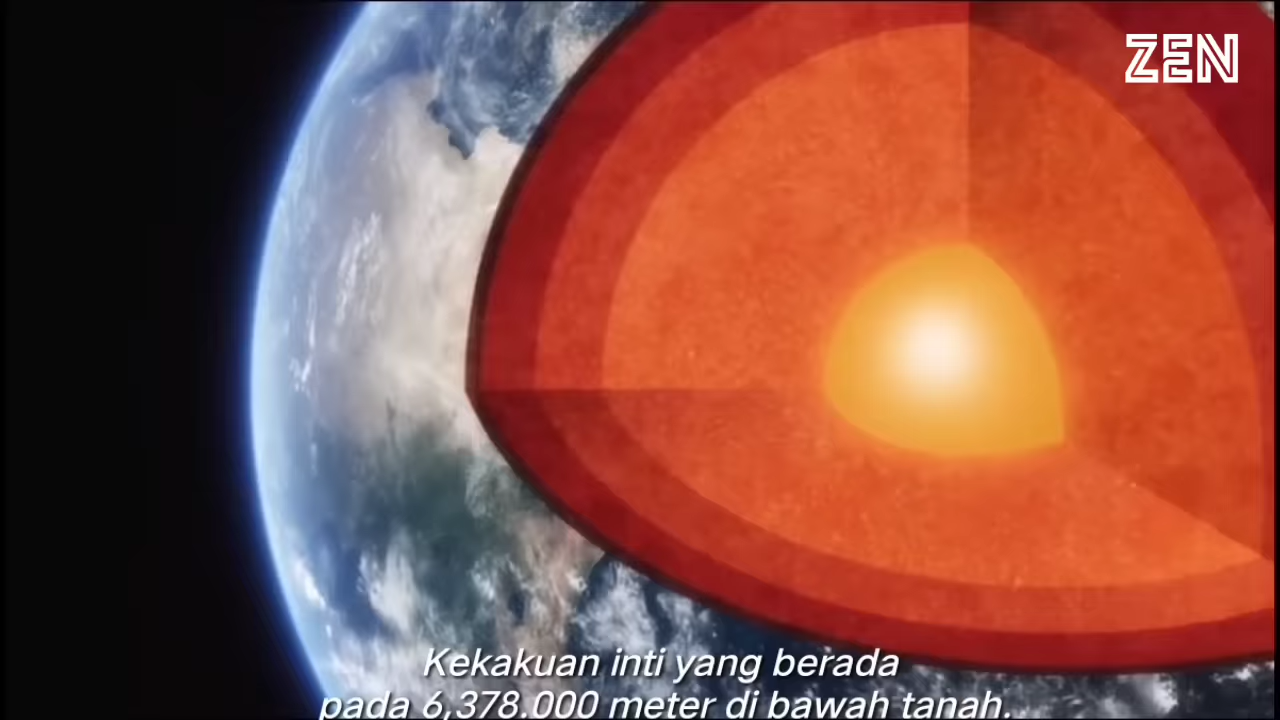 ZEN
Kekakuan inti yang berada
pada 6,378.000 meter di bawah tanah.